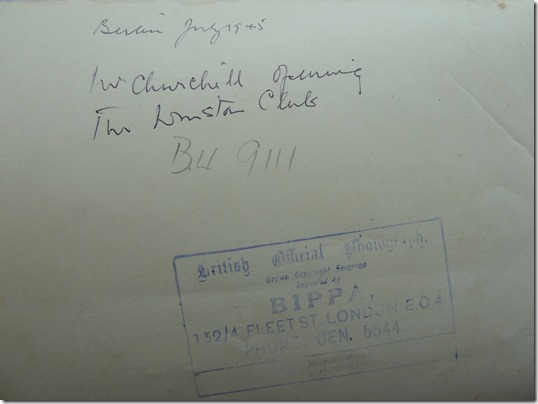 Berlin July 1945
Mr Churchill opening
The Winston Club
BU 9111
British Official Photograph.
Crown Copyright Reserved
BIPPA,
132/4 FLEET ST. LONDON. E.C.4.
PHONE: CEN. 5544.